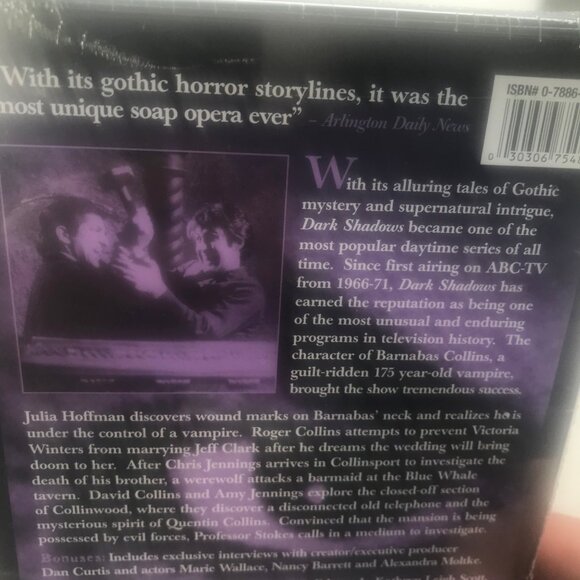 With its gothic horror storylines, it was the
most unique soap opera ever" – Arlington Daily News
ISBN# 0-7886-
0 30306 754
With its alluring tales of Gothic
mystery and supernatural intrigue,
Dark Shadows became one of the
most popular daytime series of all
time. Since first airing on ABC-TV
from 1966-71, Dark Shadows has
earned the reputation as being one
of the most unusual and enduring
programs in television history. The
character of Barnabas Collins, a
guilt-ridden 175 year-old vampire,
brought the show tremendous success.
Julia Hoffman discovers wound marks on Barnabas' neck and realizes he is
under the control of a vampire. Roger Collins attempts to prevent Victoria
Winters from marrying Jeff Clark after he dreams the wedding will bring
doom to her. After Chris Jennings arrives in Collinsport to investigate the
death of his brother, a werewolf attacks a barmaid at the Blue Whale
tavern. David Collins and Amy Jennings explore the closed-off section
of Collinwood, where they discover a disconnected old telephone and the
mysterious spirit of Quentin Collins. Convinced that the mansion is being
possessed by evil forces, Professor Stokes calls in a medium to investigate.
Bonuses: Includes exclusive interviews with creator/executive producer
Dan Curtis and actors Marie Wallace, Nancy Barrett and Alexandra Moltke.